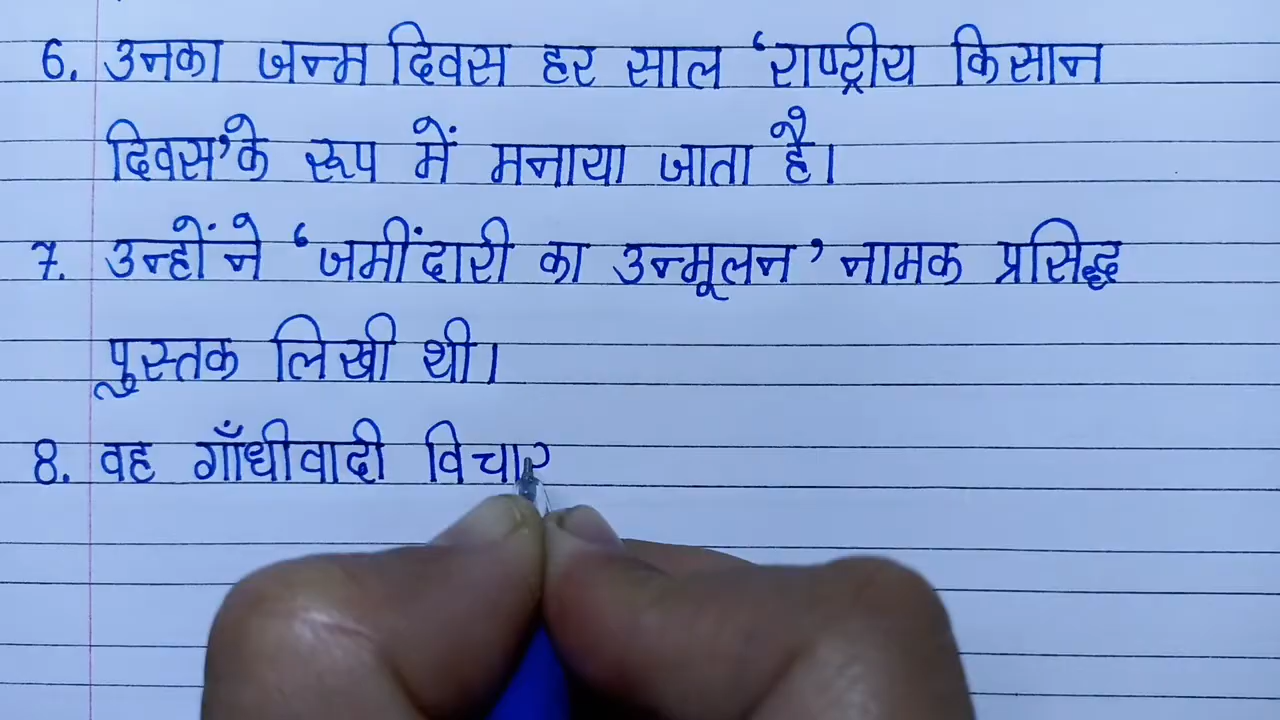 6. उनका जन्म दिवस हर साल ‘राष्ट्रीय किसान
दिवस’ के रूप में मनाया जाता है।
7. उन्होंने ‘जमींदारी का उन्मूलन’ नामक प्रसिद्ध
पुस्तक लिखी थी।
8. वह गाँधीवादी विचार